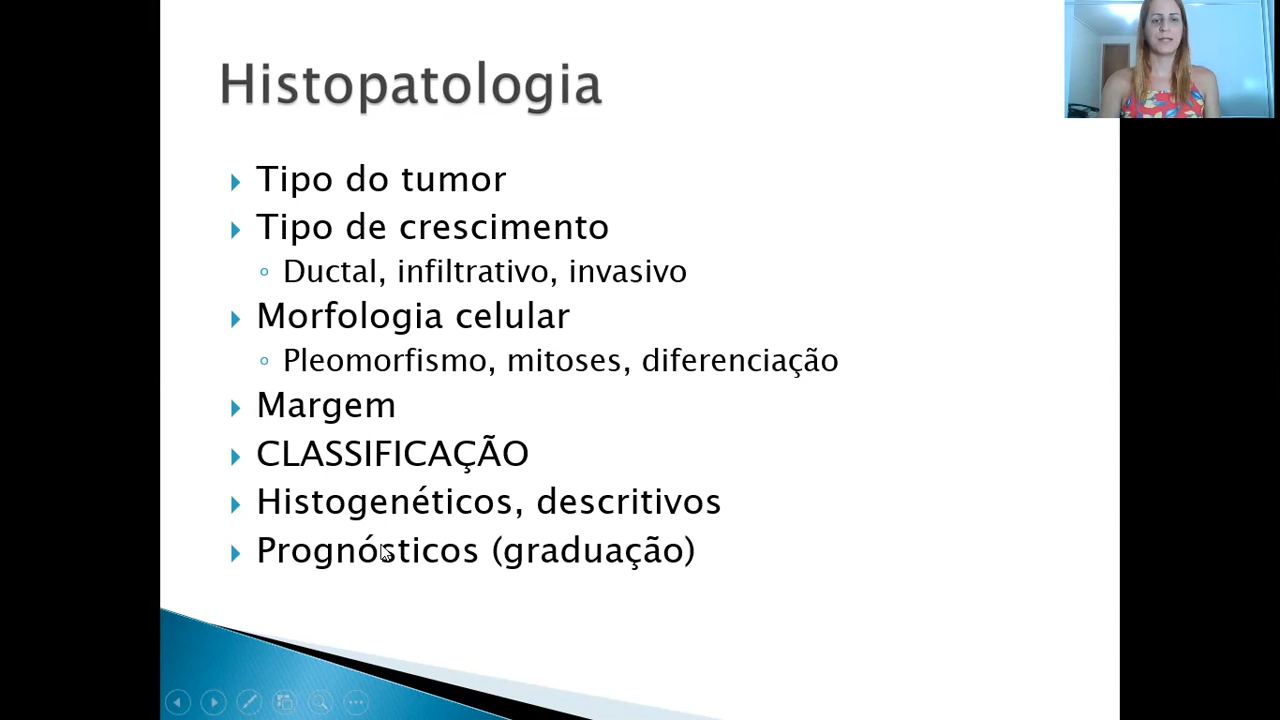 Histopatologia
Tipo do tumor
Tipo de crescimento
Ductal, infiltrativo, invasivo
Morfologia celular
Pleomorfismo, mitoses, diferenciação
Margem
CLASSIFICAÇÃO
Histogenéticos, descritivos
Prognósticos (graduação)